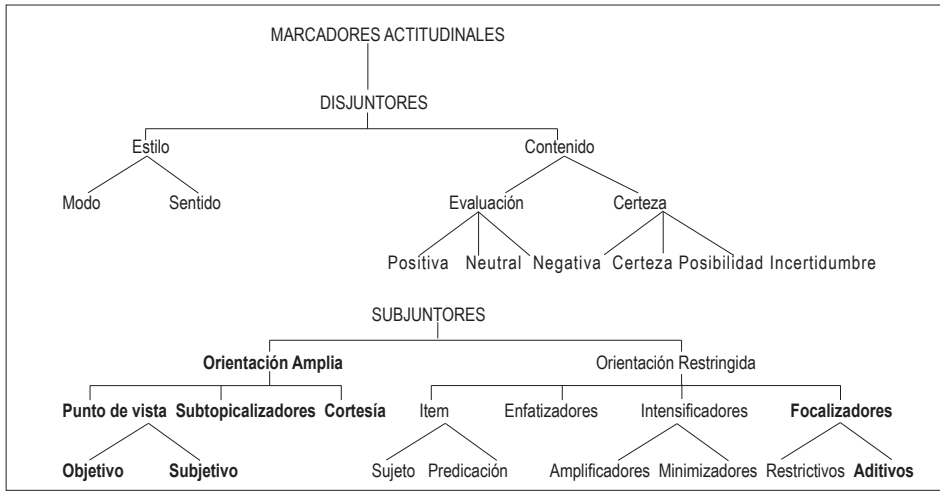 MARCADORES ACTITUDINALES
DISJUNTORES
Estilo Contenido
Modo Sentido Evaluación Certeza
Positiva Neutral Negativa Certeza Posibilidad Incertidumbre
SUBJUNTORES
Orientación Amplia Orientación Restringida
Punto de vista Subtopicalizadores Cortesía Item Enfatizadores Intensificadores Focalizadores
Objetivo Subjetivo Sujeto Predicación Amplificadores Minimizadores Restrictivos Aditivos